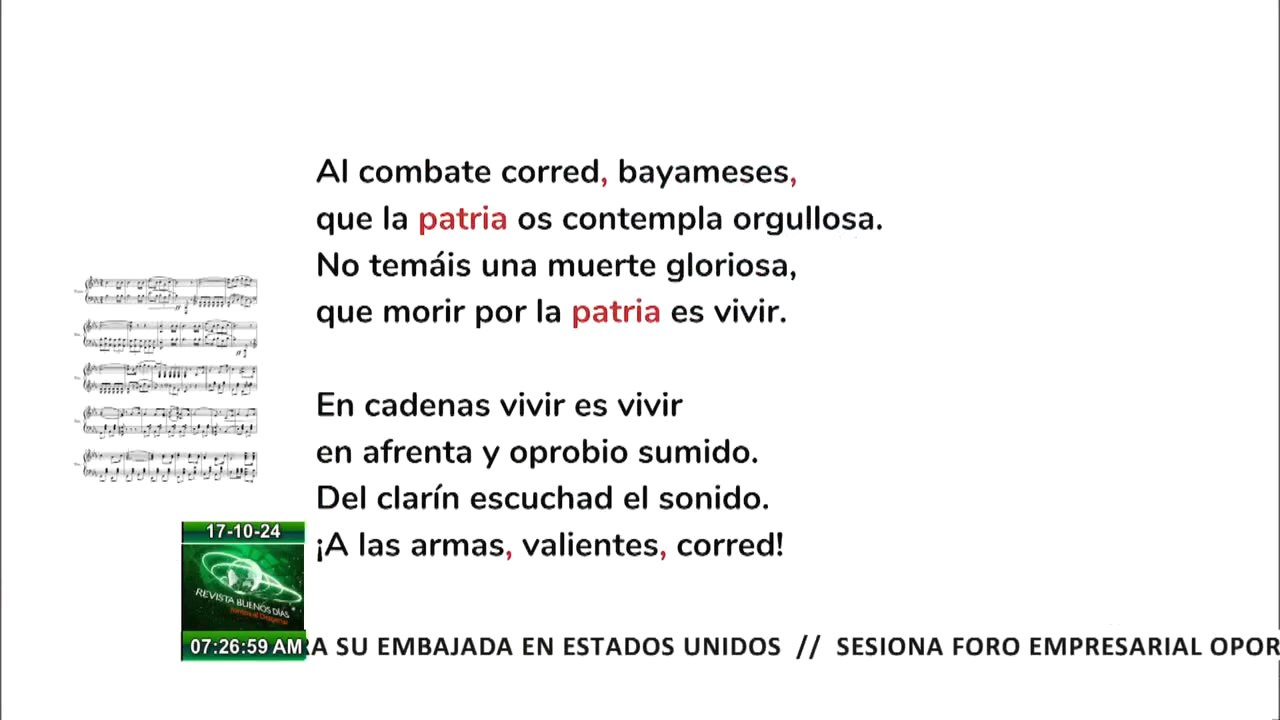 Al combate corred, bayameses,
que la patria os contempla orgullosa.
No temáis una muerte gloriosa,
que morir por la patria es vivir.
En cadenas vivir es vivir
en afrenta y oprobio sumido.
Del clarín escuchad el sonido.
¡A las armas, valientes, corred!
17-10-24
REVISTA BUENOS DÍAS
07:26:59 AM
RA SU EMBAJADA EN ESTADOS UNIDOS // SESIONA FORO EMPRESARIAL OPOR